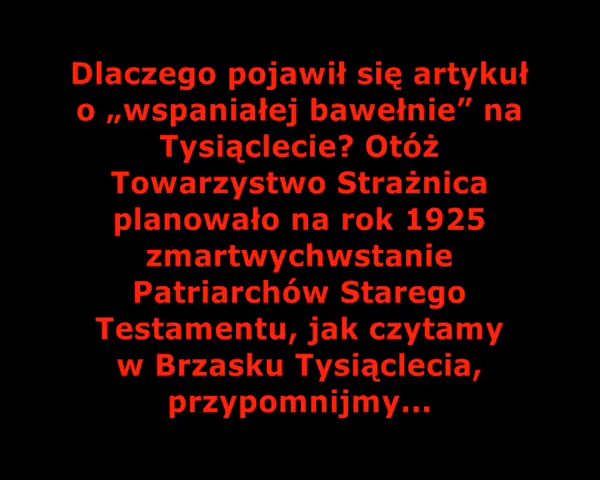 Dlaczego pojawił się artykuł
o „wspaniałej bawełnie” na
Tysiąclecie? Otóż
Towarzystwo Strażnica
planowało na rok 1925
zmartwychwstanie
Patriarchów Starego
Testamentu, jak czytamy
w Brzasku Tysiąclecia,
przypomnijmy...